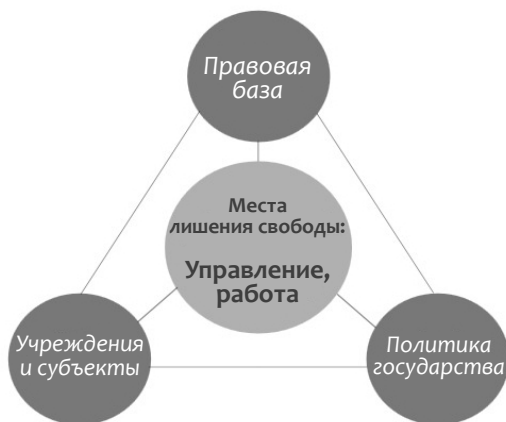 Правовая
база
Места
лишения свободы:
Управление,
работа
Учреждения
и субъекты
Политика
государства